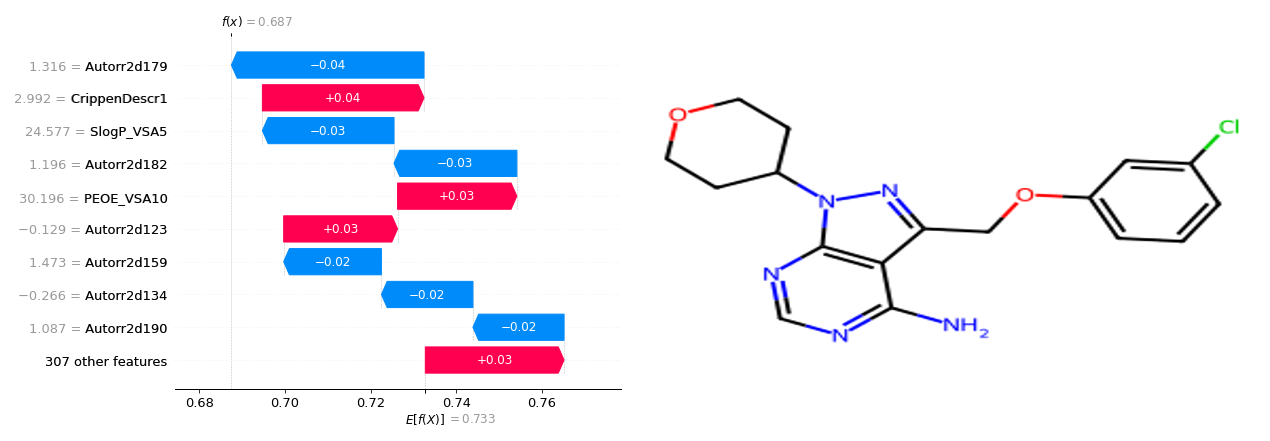 f(x) = 0.687
1.316 = Autorr2d179
−0.04
2.992 = CrippenDescr1
+0.04
24.577 = SlogP_VSA5
−0.03
1.196 = Autorr2d182
−0.03
30.196 = PEOE_VSA10
+0.03
−0.129 = Autorr2d123
+0.03
1.473 = Autorr2d159
−0.02
−0.266 = Autorr2d134
−0.02
1.087 = Autorr2d190
−0.02
307 other features
+0.03
0.68 0.70 0.72 0.74 0.76
E[f(X)] = 0.733
O
Cl
N N
O
N
N
NH2